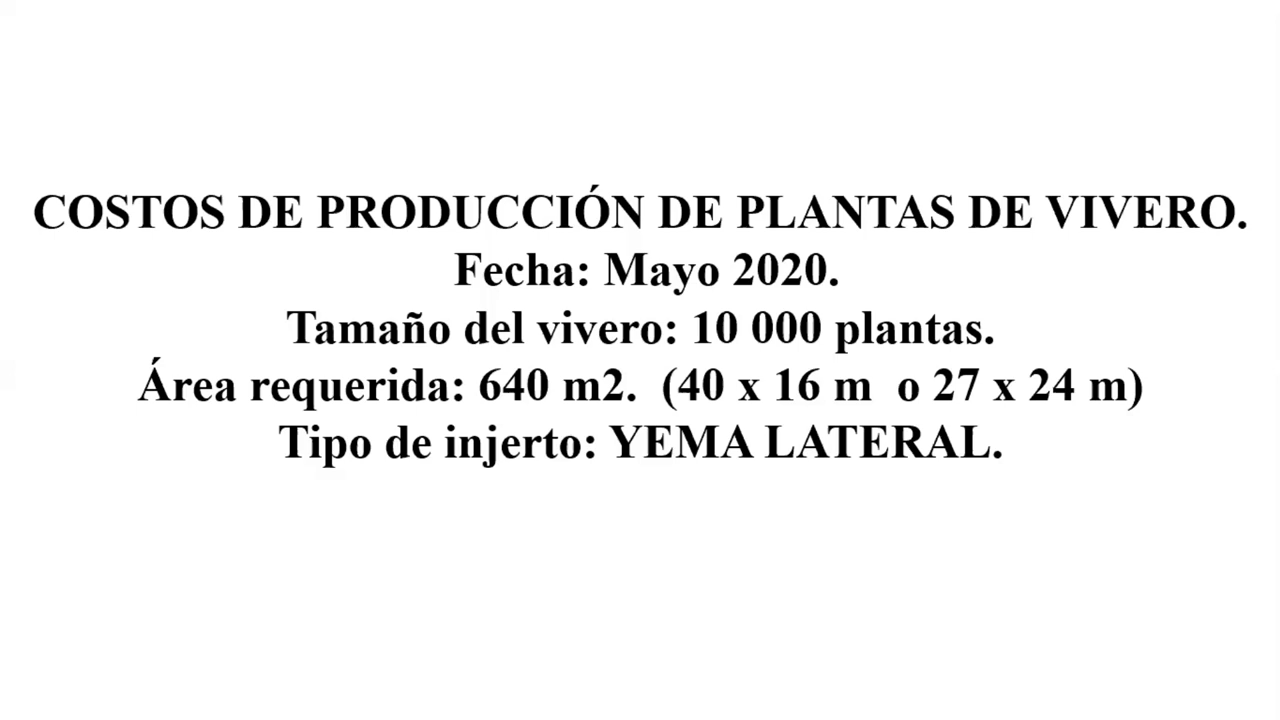 COSTOS DE PRODUCCIÓN DE PLANTAS DE VIVERO.
Fecha: Mayo 2020.
Tamaño del vivero: 10 000 plantas.
Área requerida: 640 m2. (40 x 16 m o 27 x 24 m)
Tipo de injerto: YEMA LATERAL.